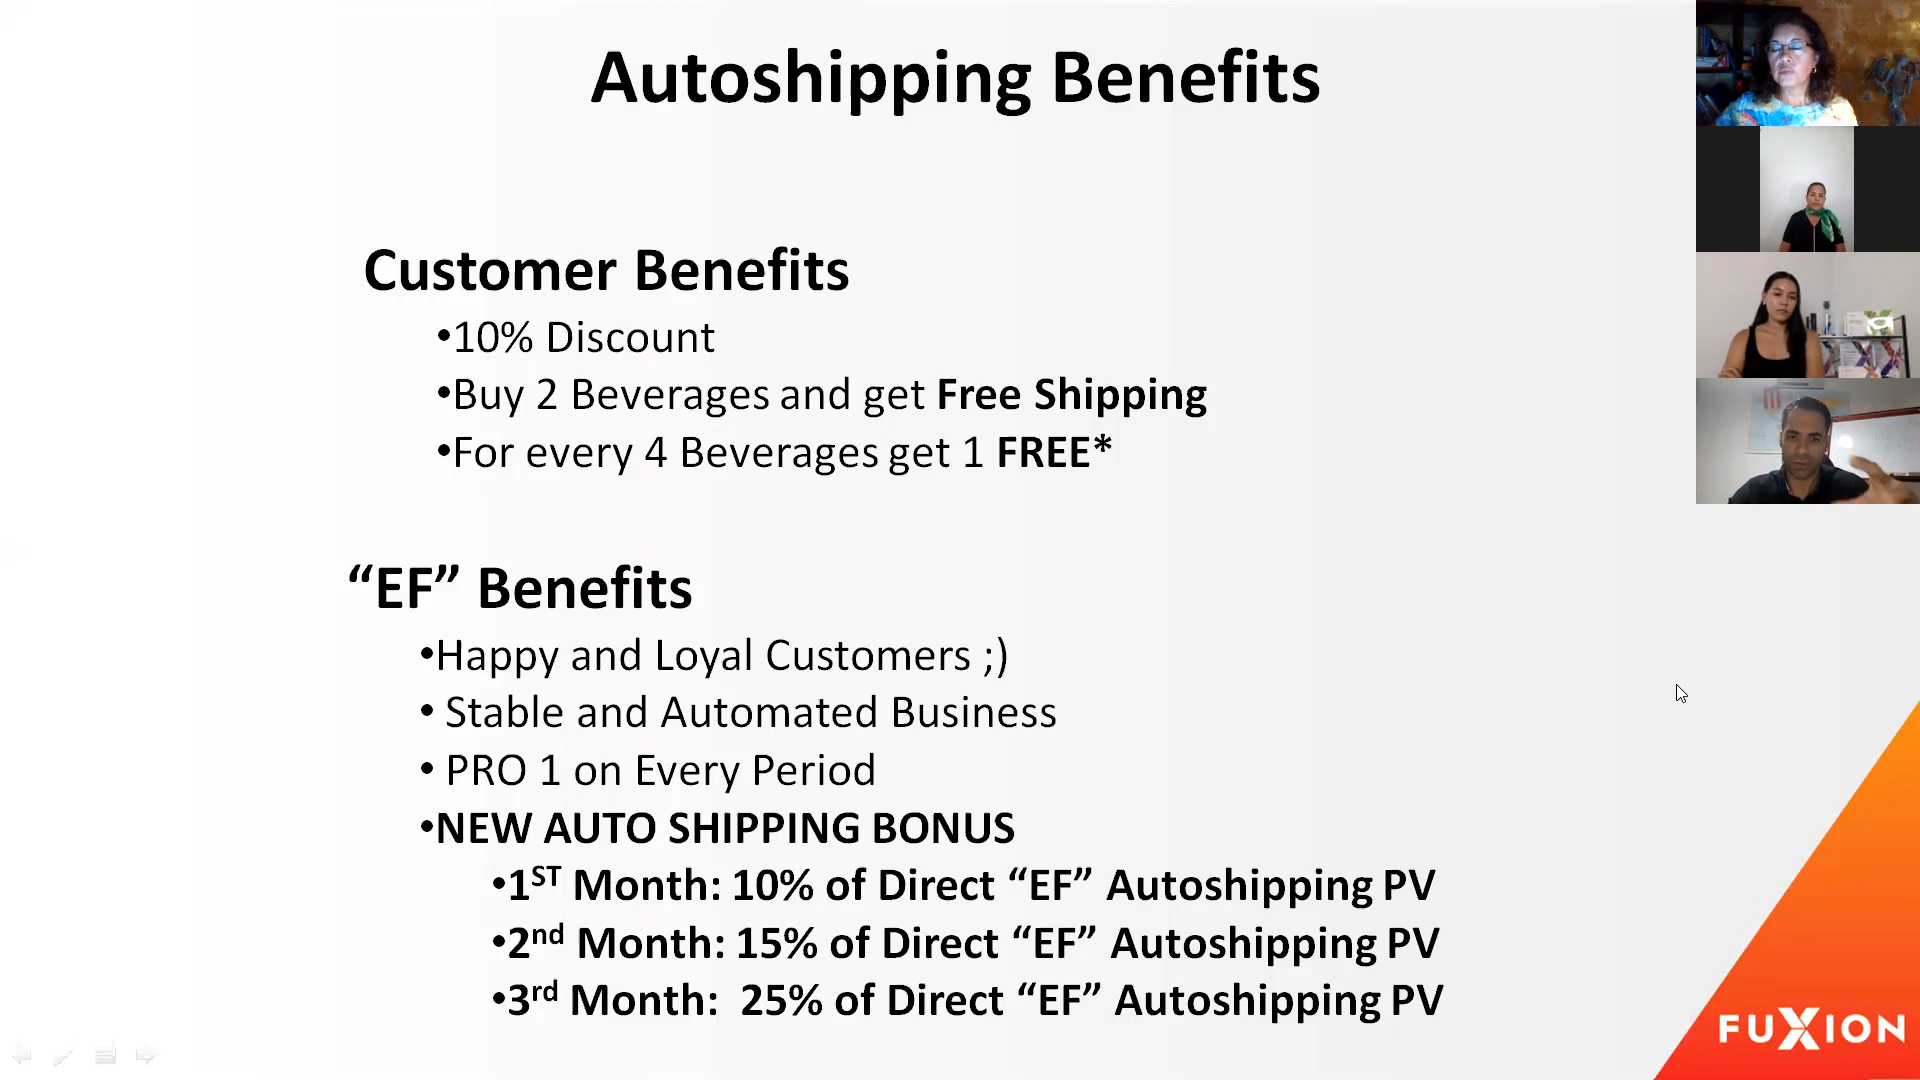 Autoshipping Benefits
Customer Benefits
•10% Discount
•Buy 2 Beverages and get Free Shipping
•For every 4 Beverages get 1 FREE*
“EF” Benefits
•Happy and Loyal Customers ;)
• Stable and Automated Business
• PRO 1 on Every Period
•NEW AUTO SHIPPING BONUS
•1ST Month: 10% of Direct “EF” Autoshipping PV
•2nd Month: 15% of Direct “EF” Autoshipping PV
•3rd Month: 25% of Direct “EF” Autoshipping PV
FUXION